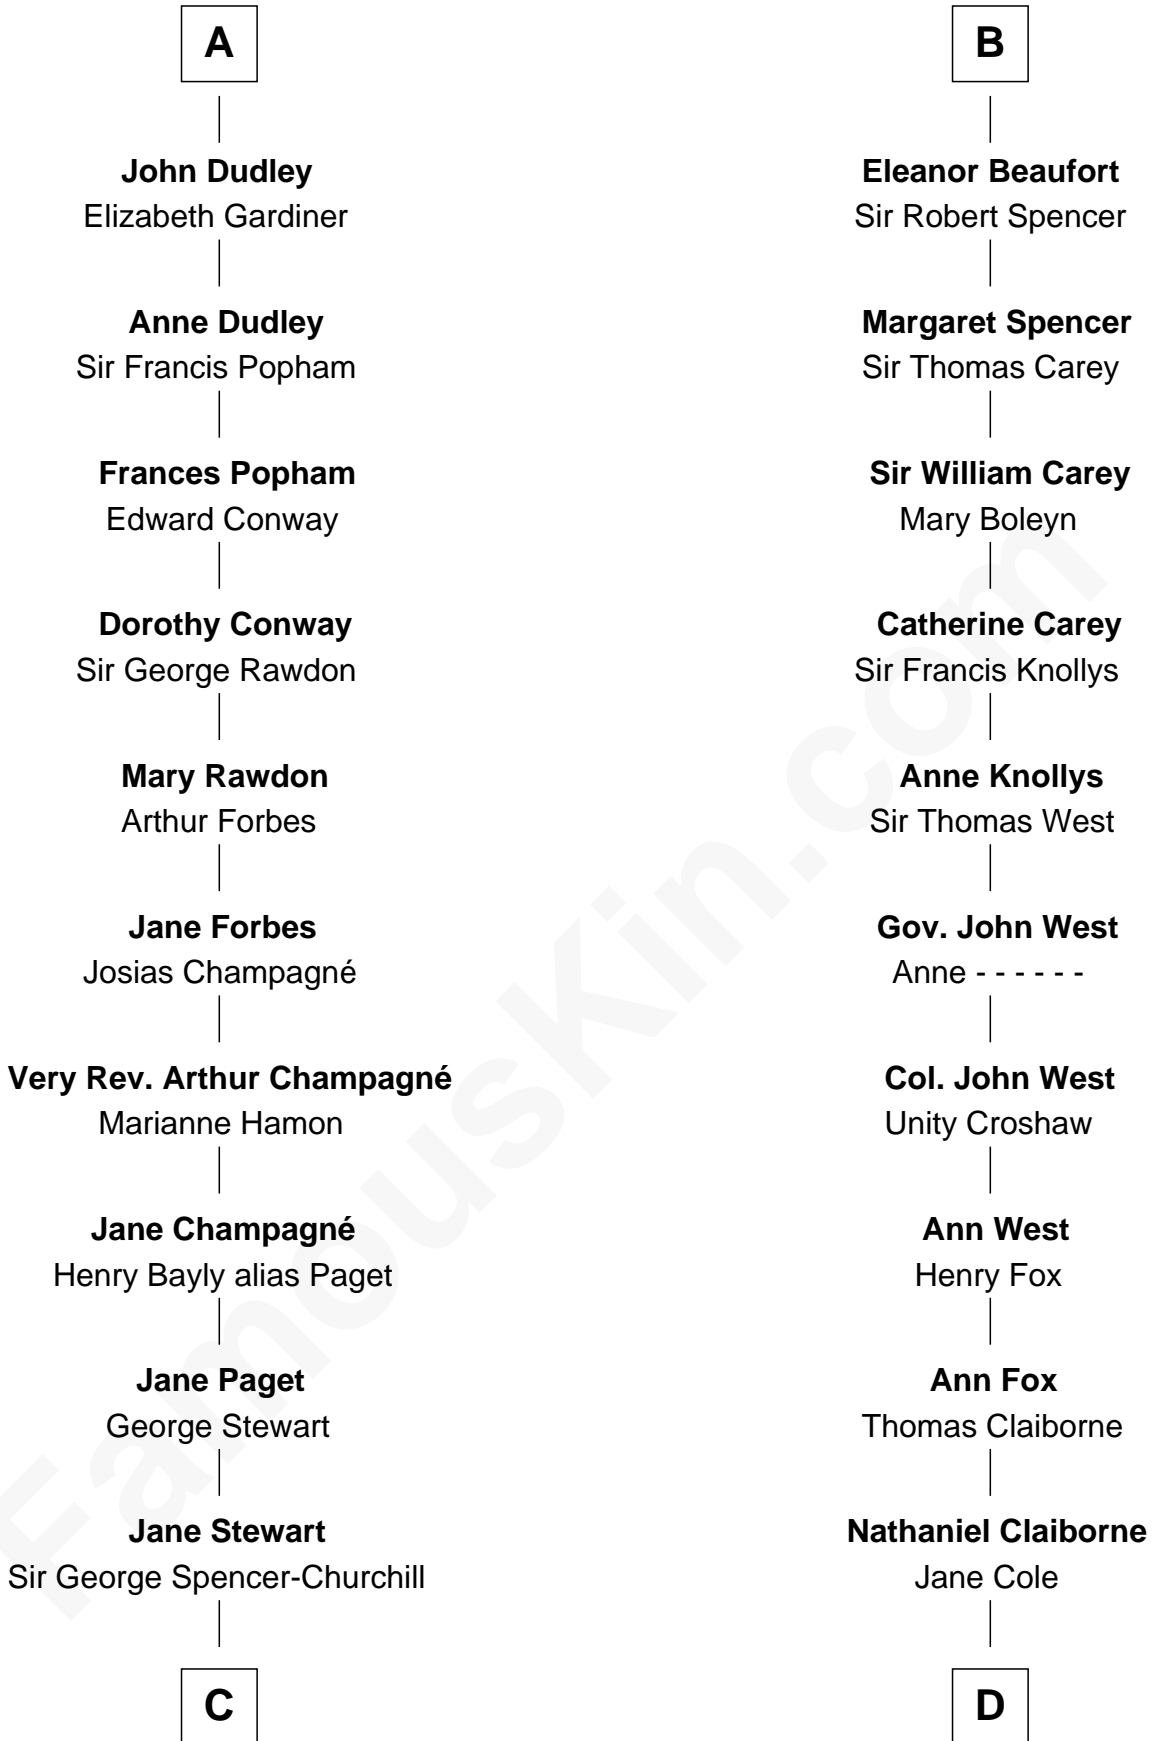 A
John Dudley
Elizabeth Gardiner
Anne Dudley
Sir Francis Popham
Frances Popham
Edward Conway
Dorothy Conway
Sir George Rawdon
Mary Rawdon
Arthur Forbes
Jane Forbes
Josias Champagné
Very Rev. Arthur Champagné
Marianne Hamon
Jane Champagné
Henry Bayly alias Paget
Jane Paget
George Stewart
Jane Stewart
Sir George Spencer-Churchill
C
B
Eleanor Beaufort
Sir Robert Spencer
Margaret Spencer
Sir Thomas Carey
Sir William Carey
Mary Boleyn
Catherine Carey
Sir Francis Knollys
Anne Knollys
Sir Thomas West
Gov. John West
Anne - - - - - -
Col. John West
Unity Croshaw
Ann West
Henry Fox
Ann Fox
Thomas Claiborne
Nathaniel Claiborne
Jane Cole
D
FamousKin.com